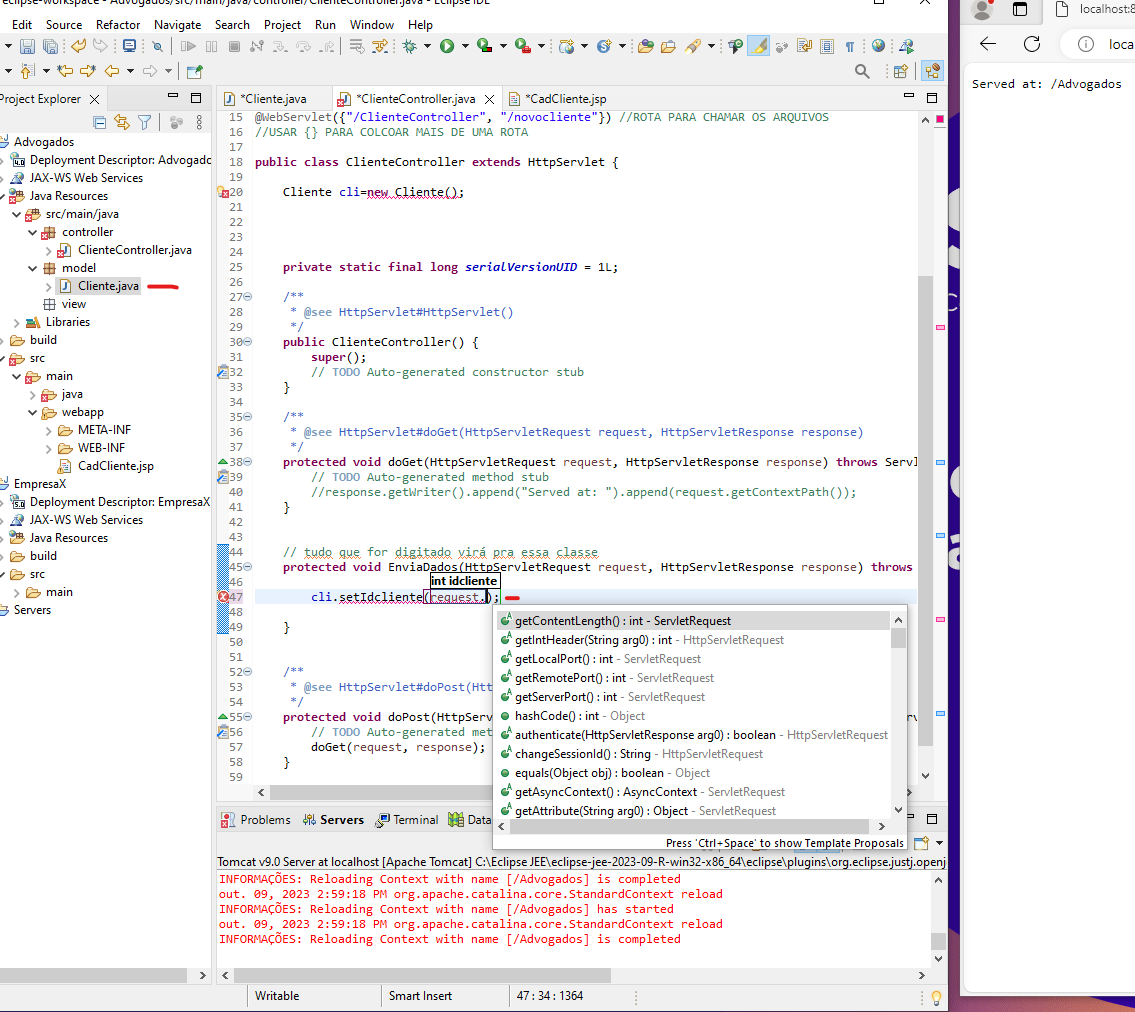 eclipse-workspace - Advogados/src/main/java/controller/ClienteController.java - Eclipse IDE
Edit Source Refactor Navigate Search Project Run Window Help
Project Explorer
Advogados
Deployment Descriptor: Advogado
JAX-WS Web Services
Java Resources
src/main/java
controller
ClienteController.java
model
Cliente.java
view
Libraries
build
src
main
java
webapp
META-INF
WEB-INF
CadCliente.jsp
EmpresaX
Deployment Descriptor: EmpresaX
JAX-WS Web Services
Java Resources
build
src
main
Servers
*Cliente.java *ClienteController.java *CadCliente.jsp
15 @WebServlet({"/ClienteController", "/novocliente"}) //ROTA PARA CHAMAR OS ARQUIVOS
16 //USAR {} PARA COLCOAR MAIS DE UMA ROTA
17
18 public class ClienteController extends HttpServlet {
19
20 Cliente cli=new Cliente();
21
22
23
24
25 private static final long serialVersionUID = 1L;
26
27 /**
28 * @see HttpServlet#HttpServlet()
29 */
30 public ClienteController() {
31 super();
32 // TODO Auto-generated constructor stub
33 }
34
35 /**
36 * @see HttpServlet#doGet(HttpServletRequest request, HttpServletResponse response)
37 */
38 protected void doGet(HttpServletRequest request, HttpServletResponse response) throws Servl
39 // TODO Auto-generated method stub
40 //response.getWriter().append("Served at: ").append(request.getContextPath());
41 }
42
43
44 // tudo que for digitado virá pra essa classe
45 protected void EnviaDados(HttpServletRequest request, HttpServletResponse response) throws
46
int idcliente
47 cli.setIdcliente(request.);
48
49 }
50
51
52 /**
53 * @see HttpServlet#doPost(Htt
54 */
55 protected void doPost(HttpServ rv
56 // TODO Auto-generated met
57 doGet(request, response);
58 }
59
getContentLength() : int - ServletRequest
getIntHeader(String arg0) : int - HttpServletRequest
getLocalPort() : int - ServletRequest
getRemotePort() : int - ServletRequest
getServerPort() : int - ServletRequest
hashCode() : int - Object
authenticate(HttpServletResponse arg0) : boolean - HttpServletRequest
changeSessionId() : String - HttpServletRequest
equals(Object obj) : boolean - Object
getAsyncContext() : AsyncContext - ServletRequest
getAttribute(String arg0) : Object - ServletRequest
Press 'Ctrl+Space' to show Template Proposals
Problems Servers Terminal Data
Tomcat v9.0 Server at localhost [Apache Tomcat] C:\Eclipse JEE\eclipse-jee-2023-09-R-win32-x86_64\eclipse\plugins\org.eclipse.justj.openj
INFORMAÇÕES: Reloading Context with name [/Advogados] is completed
out. 09, 2023 2:59:18 PM org.apache.catalina.core.StandardContext reload
INFORMAÇÕES: Reloading Context with name [/Advogados] has started
out. 09, 2023 2:59:18 PM org.apache.catalina.core.StandardContext reload
INFORMAÇÕES: Reloading Context with name [/Advogados] is completed
Writable Smart Insert 47 : 34 : 1364
localhost:8
loca
Served at: /Advogados